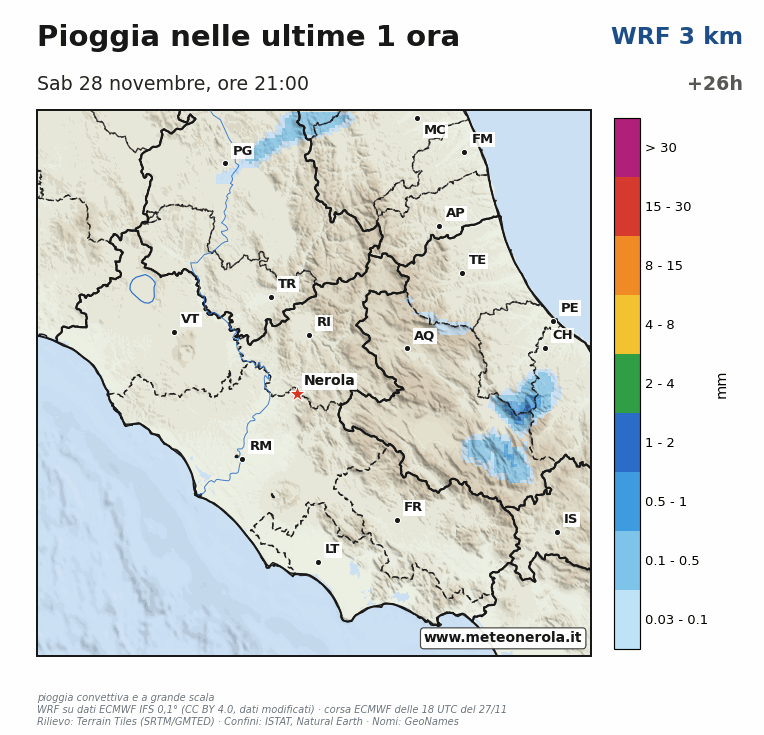 Pioggia nelle ultime 1 ora
WRF 3 km
Sab 28 novembre, ore 21:00
+26h
MC
FM
PG
AP
TE
TR
PE
VT
RI
CH
AQ
Nerola
RM
FR
IS
LT
www.meteonerola.it
> 30
15 - 30
8 - 15
4 - 8
2 - 4
1 - 2
0.5 - 1
0.1 - 0.5
0.03 - 0.1
mm
pioggia convettiva e a grande scala
WRF su dati ECMWF IFS 0,1° (CC BY 4.0, dati modificati) · corsa ECMWF delle 18 UTC del 27/11
Rilievo: Terrain Tiles (SRTM/GMTED) · Confini: ISTAT, Natural Earth · Nomi: GeoNames